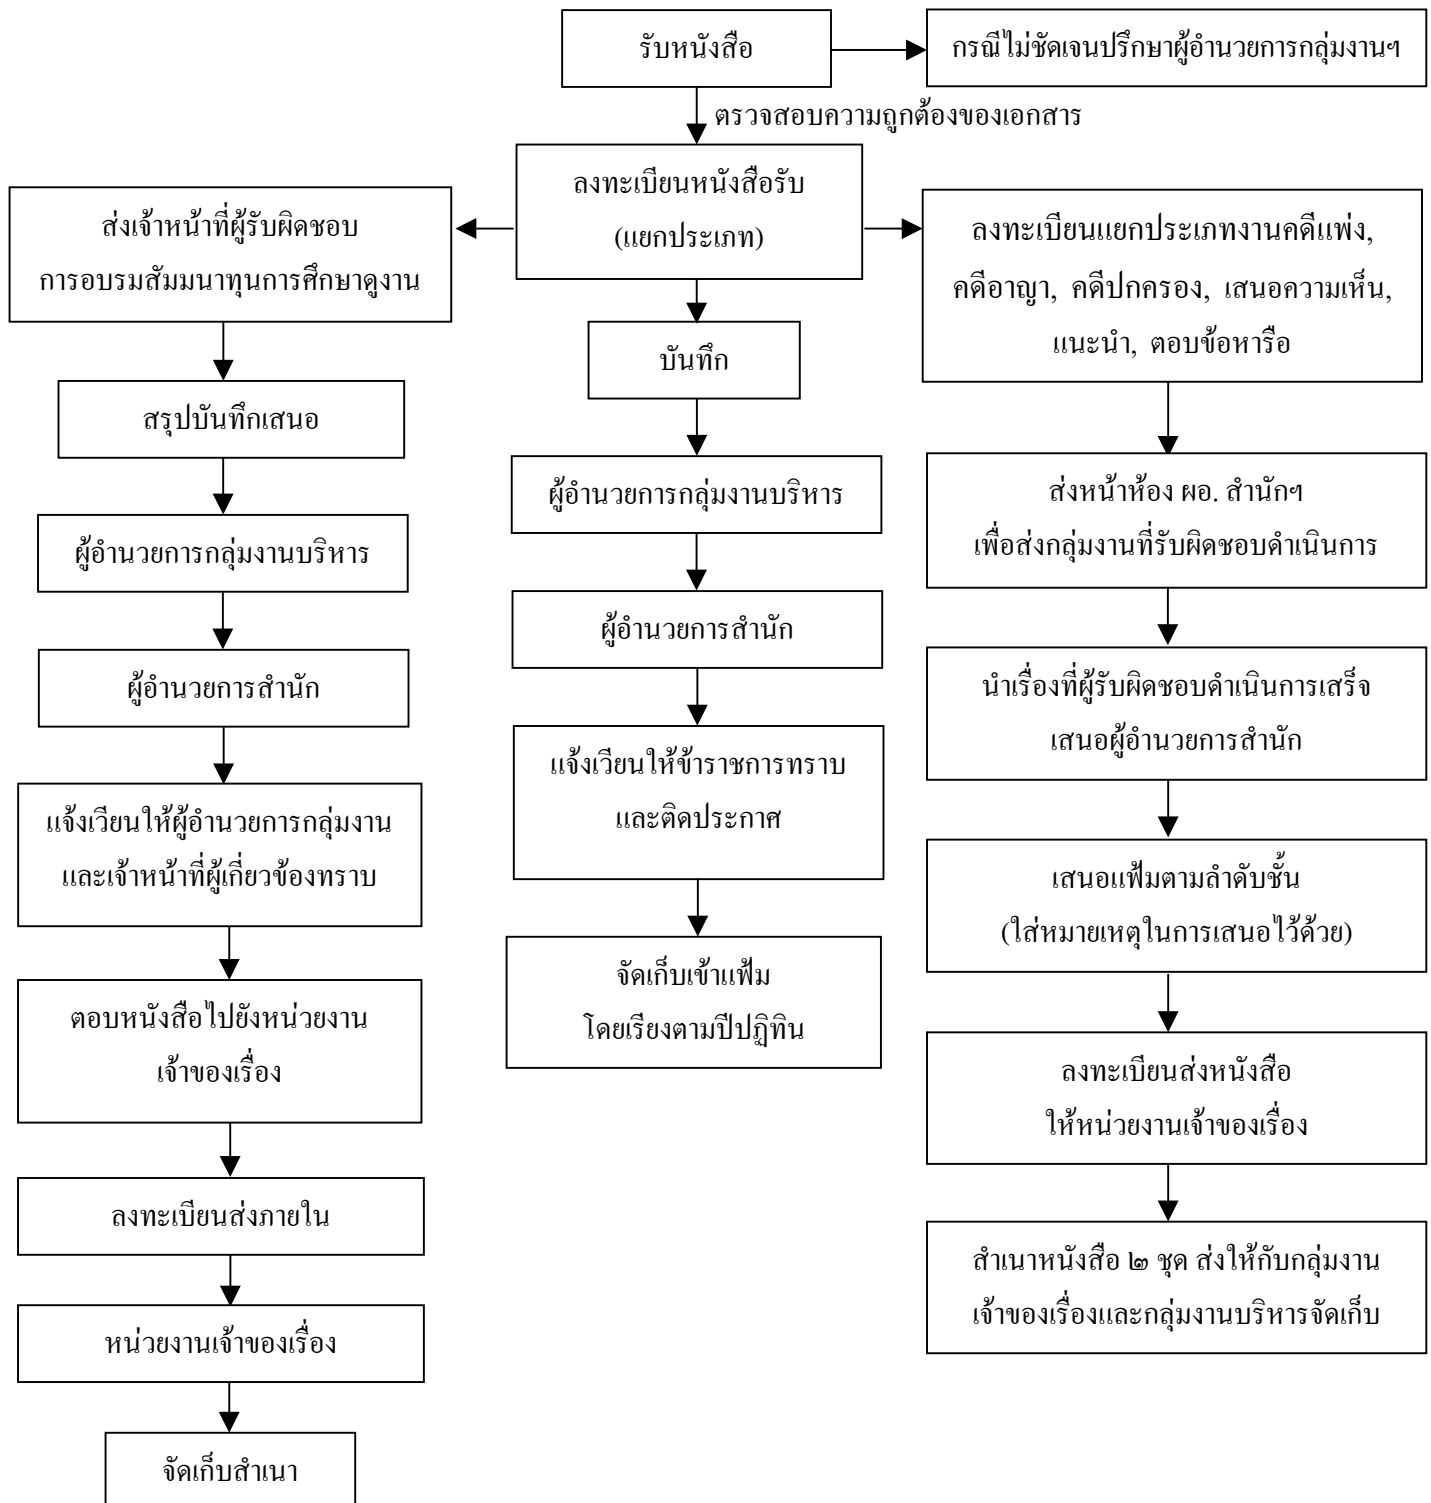 รับหนังสือ
กรณีไม่ชัดเจนปรึกษาผู้อำนวยการกลุ่มงานฯ
ตรวจสอบความถูกต้องของเอกสาร
ลงทะเบียนหนังสือรับ
(แยกประเภท)
ส่งเจ้าหน้าที่ผู้รับผิดชอบ
การอบรมสัมมนาทุนการศึกษาดูงาน
สรุปบันทึกเสนอ
ผู้อำนวยการกลุ่มงานบริหาร
ผู้อำนวยการสำนัก
แจ้งเวียนให้ผู้อำนวยการกลุ่มงาน
และเจ้าหน้าที่ผู้เกี่ยวข้องทราบ
ตอบหนังสือไปยังหน่วยงาน
เจ้าของเรื่อง
ลงทะเบียนส่งภายใน
หน่วยงานเจ้าของเรื่อง
จัดเก็บสำเนา
บันทึก
ผู้อำนวยการกลุ่มงานบริหาร
ผู้อำนวยการสำนัก
แจ้งเวียนให้ข้าราชการทราบ
และติดประกาศ
จัดเก็บเข้าแฟ้ม
โดยเรียงตามปีปฏิทิน
ลงทะเบียนแยกประเภทงานคดีแพ่ง,
คดีอาญา, คดีปกครอง, เสนอความเห็น,
แนะนำ, ตอบข้อหารือ
ส่งหน้าห้อง ผอ. สำนักฯ
เพื่อส่งกลุ่มงานที่รับผิดชอบดำเนินการ
นำเรื่องที่ผู้รับผิดชอบดำเนินการเสร็จ
เสนอผู้อำนวยการสำนัก
เสนอแฟ้มตามลำดับชั้น
(ใส่หมายเหตุในการเสนอไว้ด้วย)
ลงทะเบียนส่งหนังสือ
ให้หน่วยงานเจ้าของเรื่อง
สำเนาหนังสือ ๒ ชุด ส่งให้กับกลุ่มงาน
เจ้าของเรื่องและกลุ่มงานบริหารจัดเก็บ